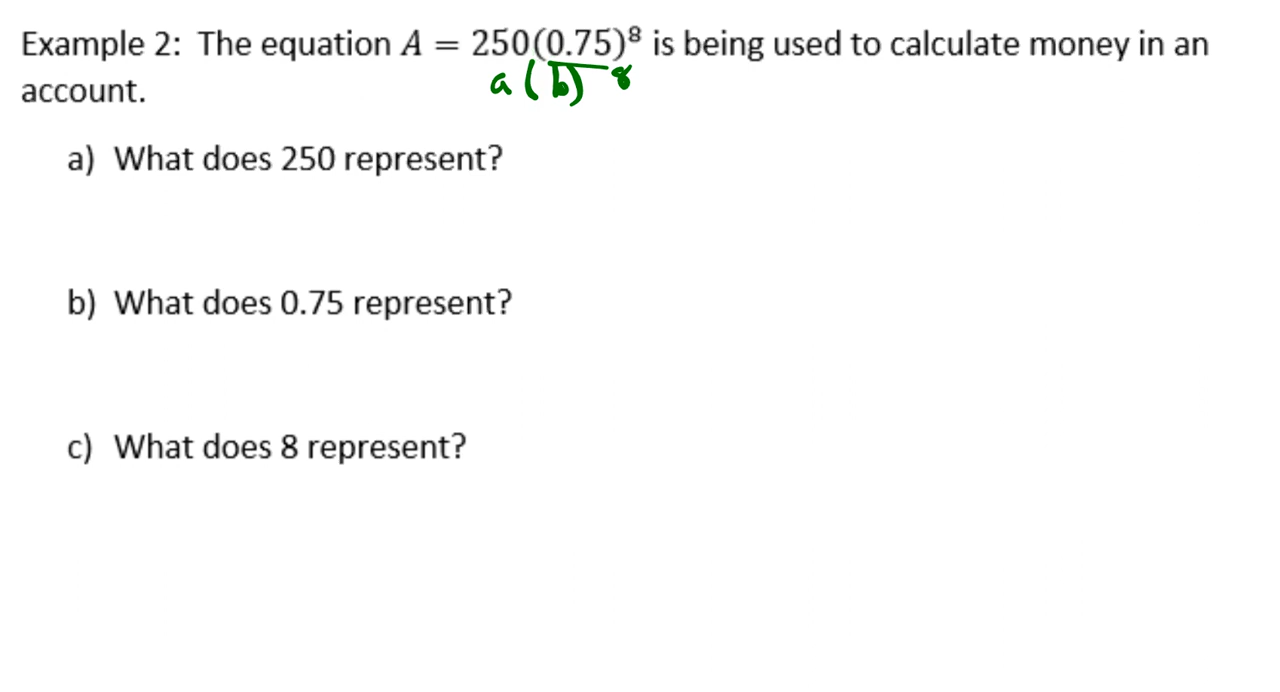 Example 2: The equation A = 250(0.75)⁸ is being used to calculate money in an
a(b)⁸
account.
a) What does 250 represent?
b) What does 0.75 represent?
c) What does 8 represent?